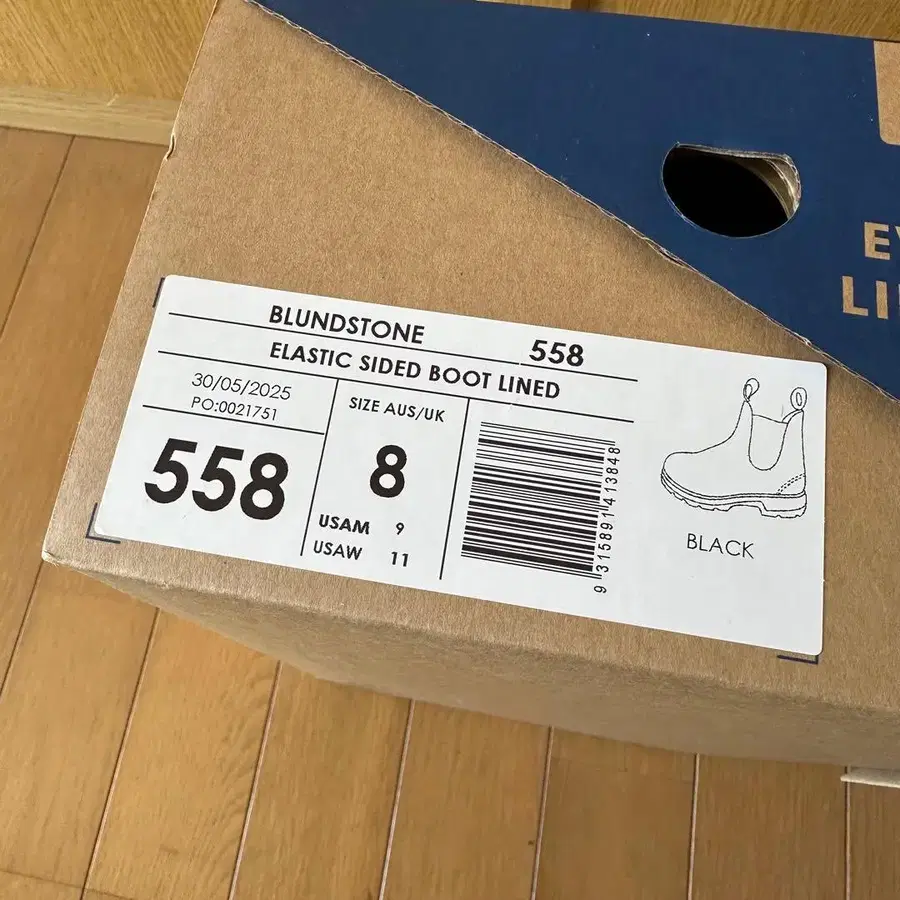 BLUNDSTONE 558
ELASTIC SIDED BOOT LINED
30/05/2025
PO:0021751
558
SIZE AUS/UK
8
USAM 9
USAW 11
9 315891 413848
BLACK